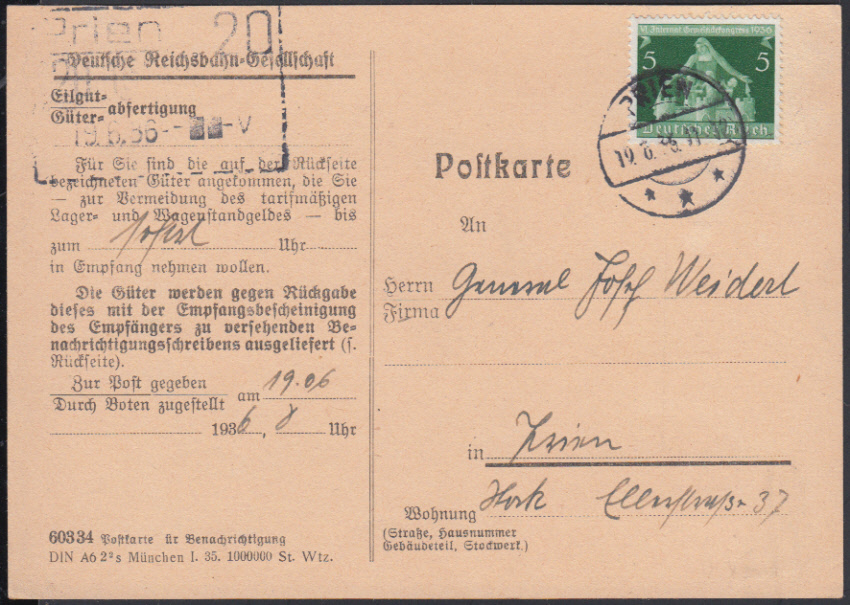 Prien 20
Deutsche Reichsbahn-Gesellschaft
Eilgut-
Güter- abfertigung
19.6.36--
V
Für Sie sind die auf der Rückseite
bezeichneten Güter angekommen, die Sie
— zur Vermeidung des tarifmäßigen
Lager- und Wagenstandgeldes — bis
zum sofort Uhr
in Empfang nehmen wollen.
Die Güter werden gegen Rückgabe
dieses mit der Empfangsbescheinigung
des Empfängers zu versehenden Be-
nachrichtigungsschreibens ausgeliefert (s.
Rückseite).
Zur Post gegeben
Durch Boten zugestellt am 19.06
1936, 8 Uhr
60334 Postkarte für Benachrichtigung
DIN A6 2²s München I. 35. 1000000 St. Wtz.
VI. Internat. Gemeindekongress 1936
5 5
Deutsches Reich
PRIEN
19.6.36.11
Postkarte
An
Herrn General Josef Weidert
Firma
in Prien
Wohnung Stock
(Straße, Hausnummer
Gebäudeteil, Stockwerk.)
37